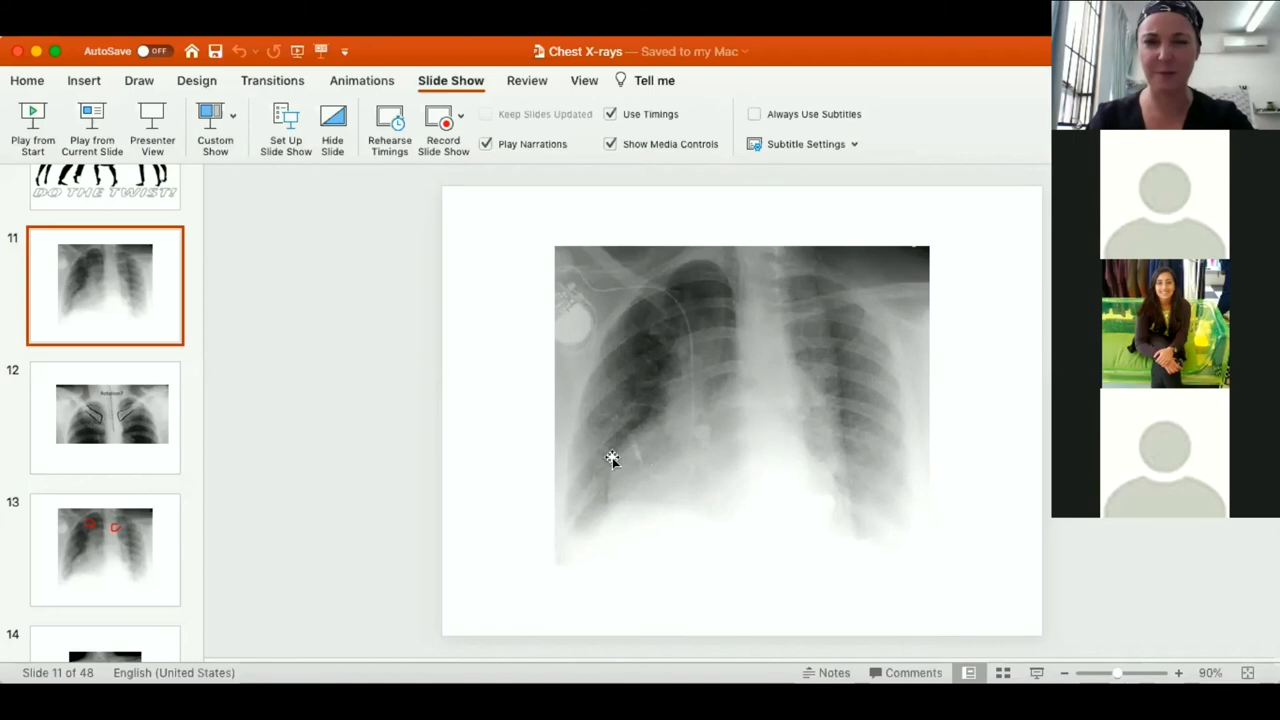 AutoSave OFF
Chest X-rays — Saved to my Mac
Home Insert Draw Design Transitions Animations Slide Show Review View Tell me
Play from Start
Play from Current Slide
Presenter View
Custom Show
Set Up Slide Show
Hide Slide
Rehearse Timings
Record Slide Show
Keep Slides Updated
Play Narrations
Use Timings
Show Media Controls
Always Use Subtitles
Subtitle Settings
DO THE TWIST!
11
12
Rotation?
13
14
Slide 11 of 48 English (United States) Notes Comments 90%